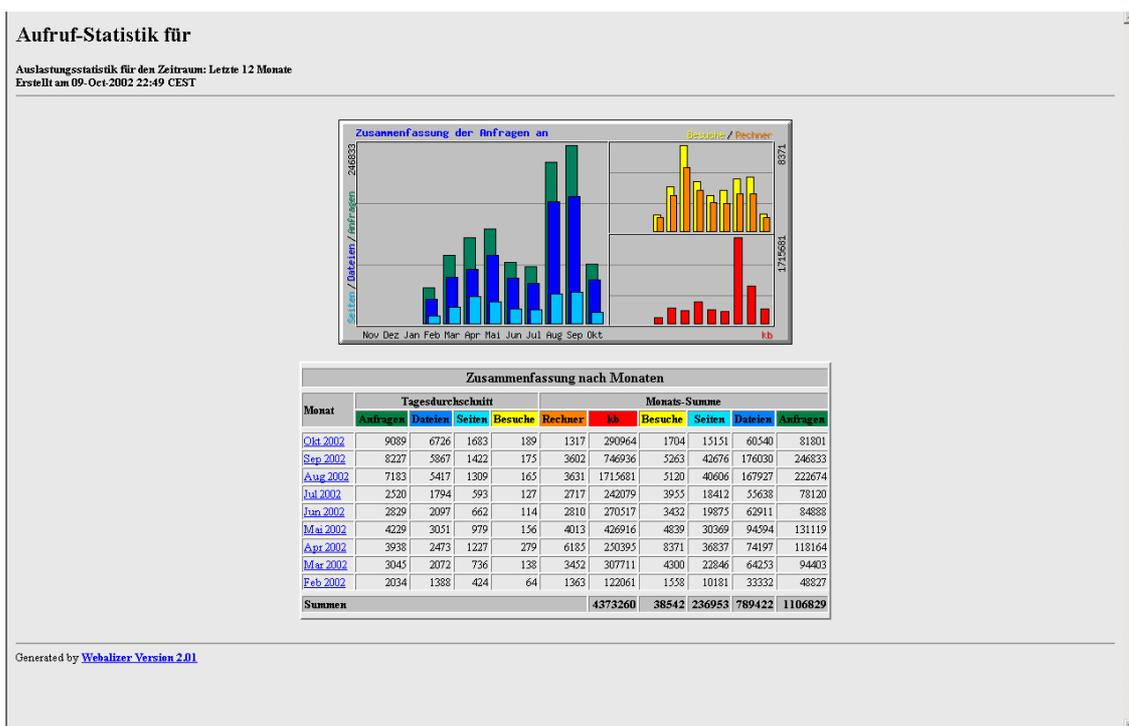 Aufruf-Statistik für
Auslastungsstatistik für den Zeitraum: Letzte 12 Monate
Erstellt am 09-Oct-2002 22:49 CEST
Zusammenfassung der Anfragen an
Besuche / Rechner
246833
Seiten / Dateien / Anfragen
8371
1715681
Nov Dez Jan Feb Mar Apr Mai Jun Jul Aug Sep Okt
kb
Zusammenfassung nach Monaten
Monat Tagesdurchschnitt Monats-Summe
Anfragen Dateien Seiten Besuche Rechner kb Besuche Seiten Dateien Anfragen
Okt 2002 9089 6726 1683 189 1317 290964 1704 15151 60540 81801
Sep 2002 8227 5867 1422 175 3602 746936 5263 42676 176030 246833
Aug 2002 7183 5417 1309 165 3631 1715681 5120 40606 167927 222674
Jul 2002 2520 1794 593 127 2717 242079 3955 18412 55638 78120
Jun 2002 2829 2097 662 114 2810 270517 3432 19875 62911 84888
Mai 2002 4229 3051 979 156 4013 426916 4839 30369 94594 131119
Apr 2002 3938 2473 1227 279 6185 250395 8371 36837 74197 118164
Mar 2002 3045 2072 736 138 3452 307711 4300 22846 64253 94403
Feb 2002 2034 1388 424 64 1363 122061 1558 10181 33332 48827
Summen 4373260 38542 236953 789422 1106829
Generated by Webalizer Version 2.01